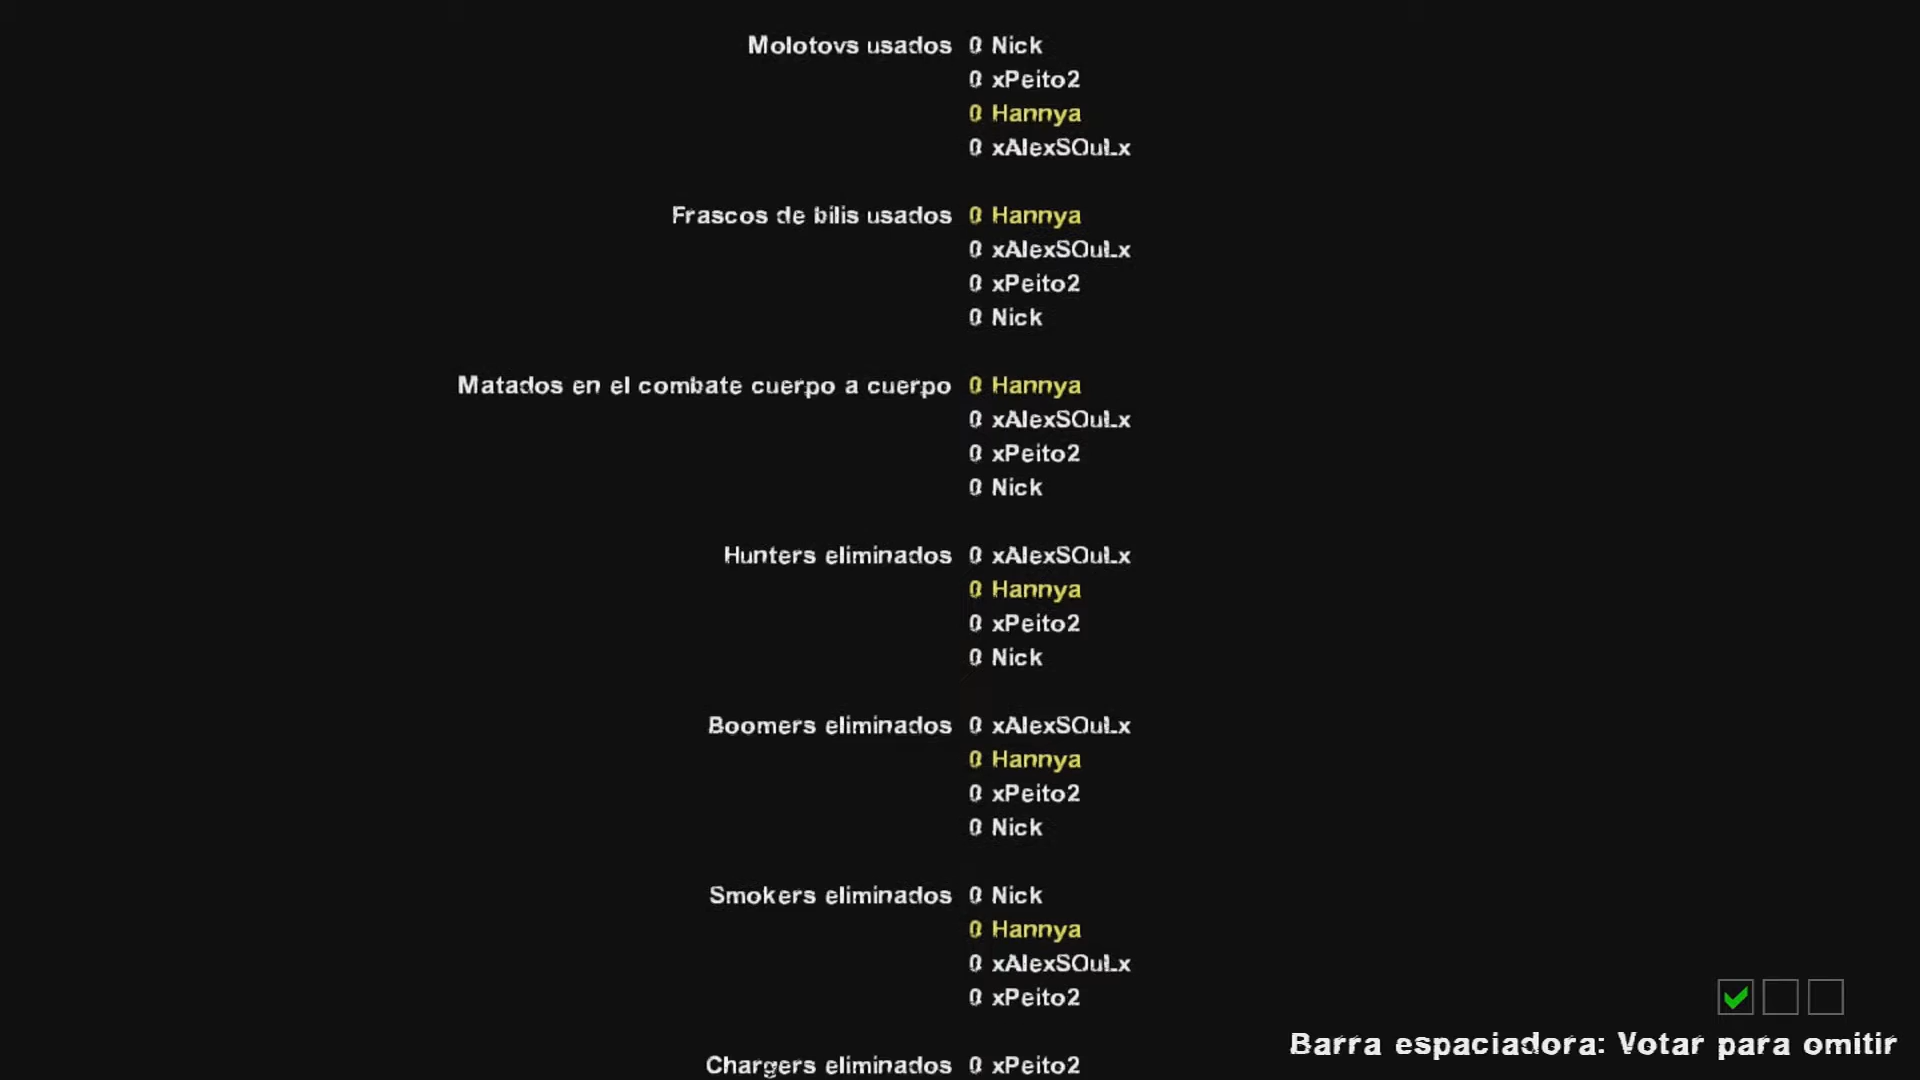 Molotovs usados 0 Nick
0 xPeito2
0 Hannya
0 xAlexSOuLx
Frascos de bilis usados 0 Hannya
0 xAlexSOuLx
0 xPeito2
0 Nick
Matados en el combate cuerpo a cuerpo 0 Hannya
0 xAlexSOuLx
0 xPeito2
0 Nick
Hunters eliminados 0 xAlexSOuLx
0 Hannya
0 xPeito2
0 Nick
Boomers eliminados 0 xAlexSOuLx
0 Hannya
0 xPeito2
0 Nick
Smokers eliminados 0 Nick
0 Hannya
0 xAlexSOuLx
0 xPeito2
Chargers eliminados 0 xPeito2
Barra espaciadora: Votar para omitir